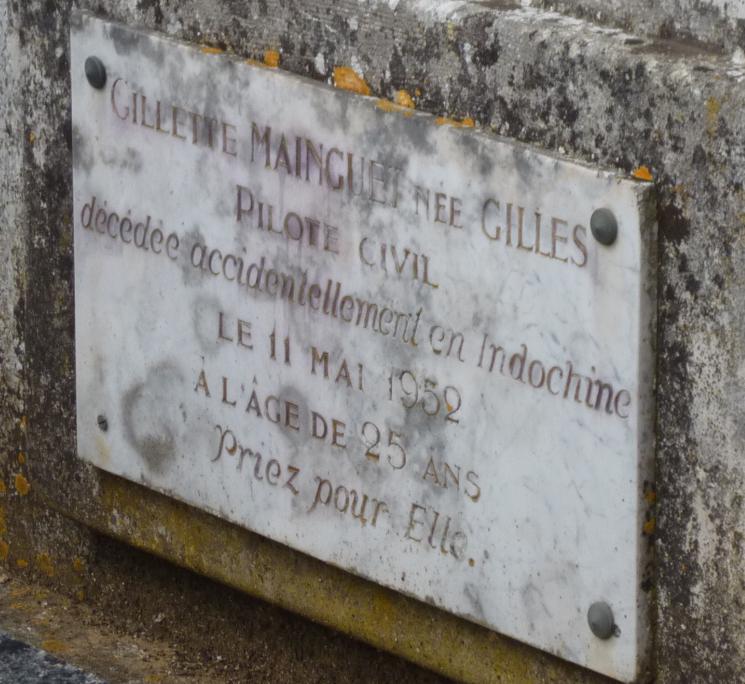 GILLETTE MAINGUET NÉE GILLES
PILOTE CIVIL
décédée accidentellement en Indochine
LE 11 MAI 1952
À L'ÂGE DE 25 ANS
Priez pour Elle.